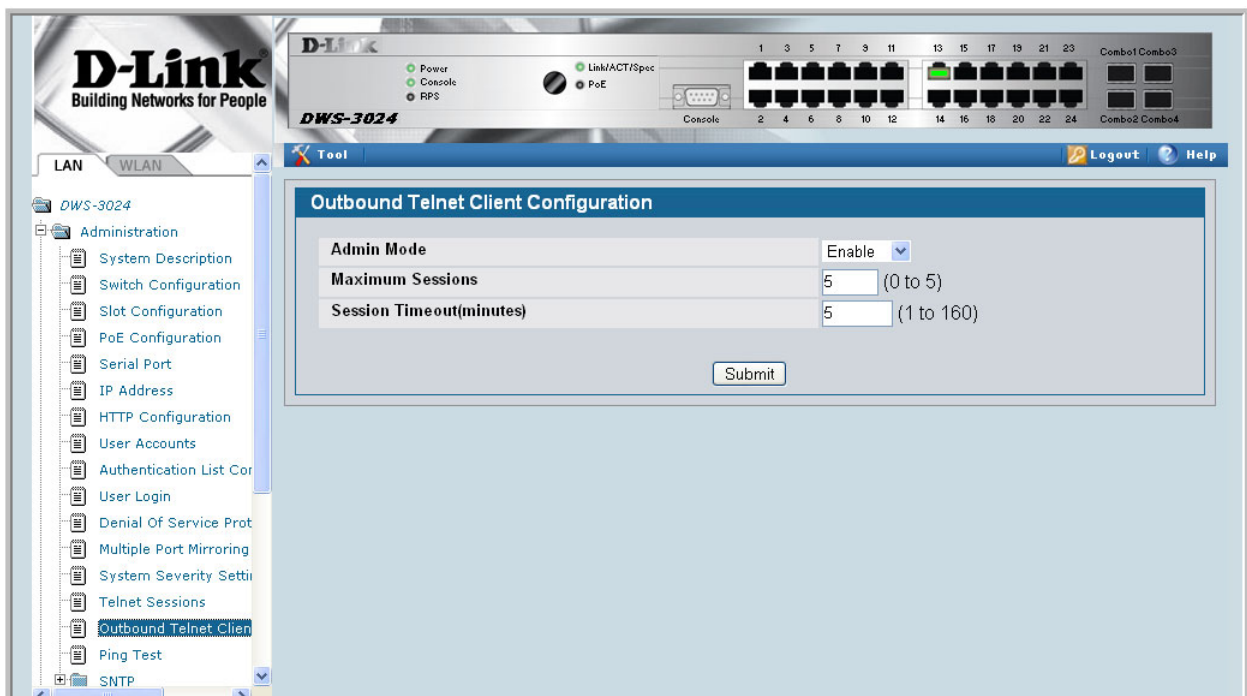 D-Link
Building Networks for People
D-Link
Power
Console
RPS
Link/ACT/Spec
PoE
DWS-3024
Console
1 3 5 7 9 11 13 15 17 19 21 23 Combo1 Combo3
2 4 6 8 10 12 14 16 18 20 22 24 Combo2 Combo4
LAN WLAN
Tool Logout Help
DWS-3024
Administration
System Description
Switch Configuration
Slot Configuration
PoE Configuration
Serial Port
IP Address
HTTP Configuration
User Accounts
Authentication List Con
User Login
Denial Of Service Prot
Multiple Port Mirroring
System Severity Settin
Telnet Sessions
Outbound Telnet Clien
Ping Test
SNTP
Outbound Telnet Client Configuration
Admin Mode Enable
Maximum Sessions 5 (0 to 5)
Session Timeout(minutes) 5 (1 to 160)
Submit